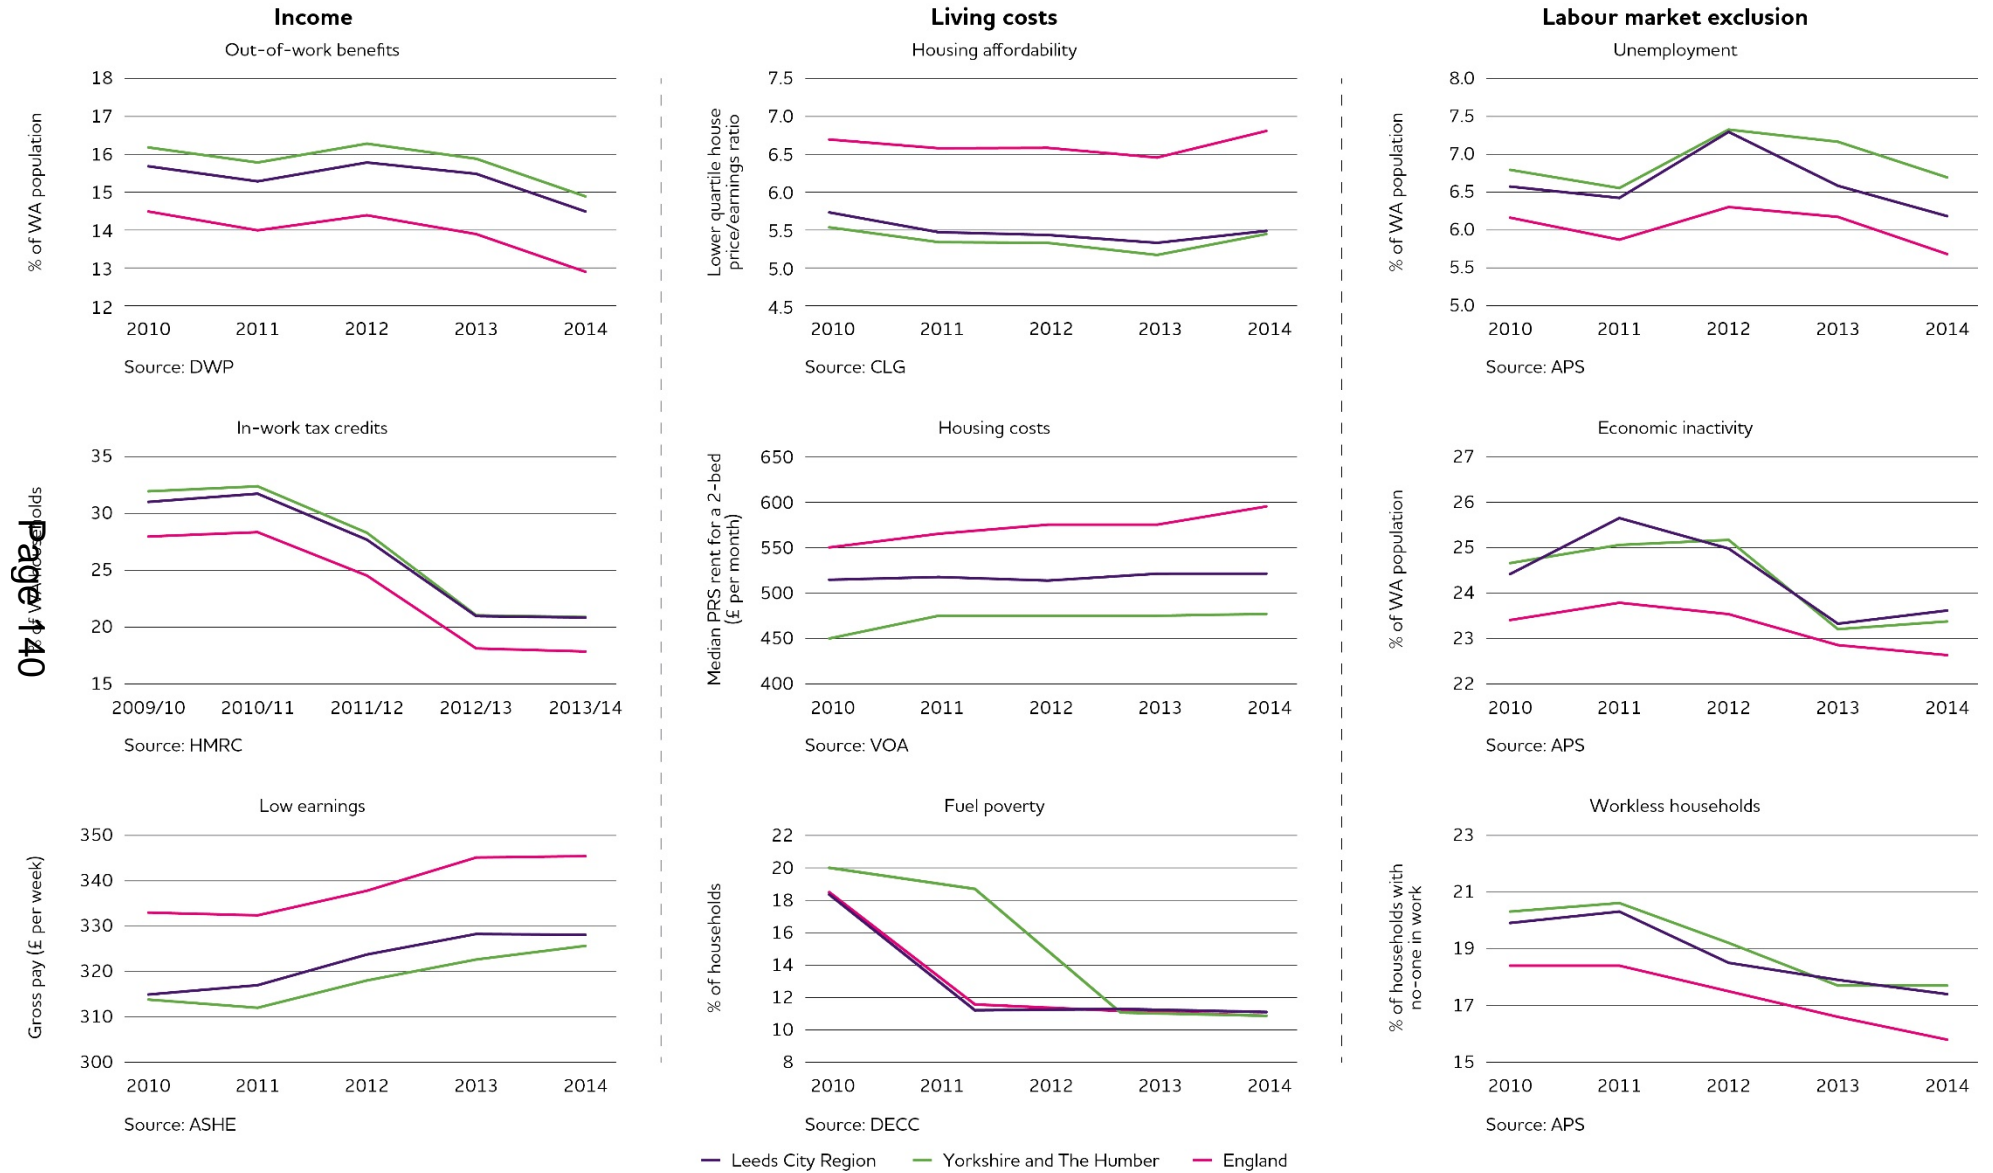 Income
Out-of-work benefits
% of WA population
18
17
16
15
14
13
12
2010 2011 2012 2013 2014
Source: DWP
In-work tax credits
% of WA households
35
30
25
20
15
2009/10 2010/11 2011/12 2012/13 2013/14
Source: HMRC
Low earnings
Gross pay (£ per week)
350
340
330
320
310
300
2010 2011 2012 2013 2014
Source: ASHE
Living costs
Housing affordability
Lower quartile house
price/earnings ratio
7.5
7.0
6.5
6.0
5.5
5.0
4.5
2010 2011 2012 2013 2014
Source: CLG
Housing costs
Median PRS rent for a 2-bed
(£ per month)
650
600
550
500
450
400
2010 2011 2012 2013 2014
Source: VOA
Fuel poverty
% of households
22
20
18
16
14
12
10
8
2010 2011 2012 2013 2014
Source: DECC
Labour market exclusion
Unemployment
% of WA population
8.0
7.5
7.0
6.5
6.0
5.5
5.0
2010 2011 2012 2013 2014
Source: APS
Economic inactivity
% of WA population
27
26
25
24
23
22
2010 2011 2012 2013 2014
Source: APS
Workless households
% of households with
no-one in work
23
21
19
17
15
2010 2011 2012 2013 2014
Source: APS
Leeds City Region Yorkshire and The Humber England
Page 140